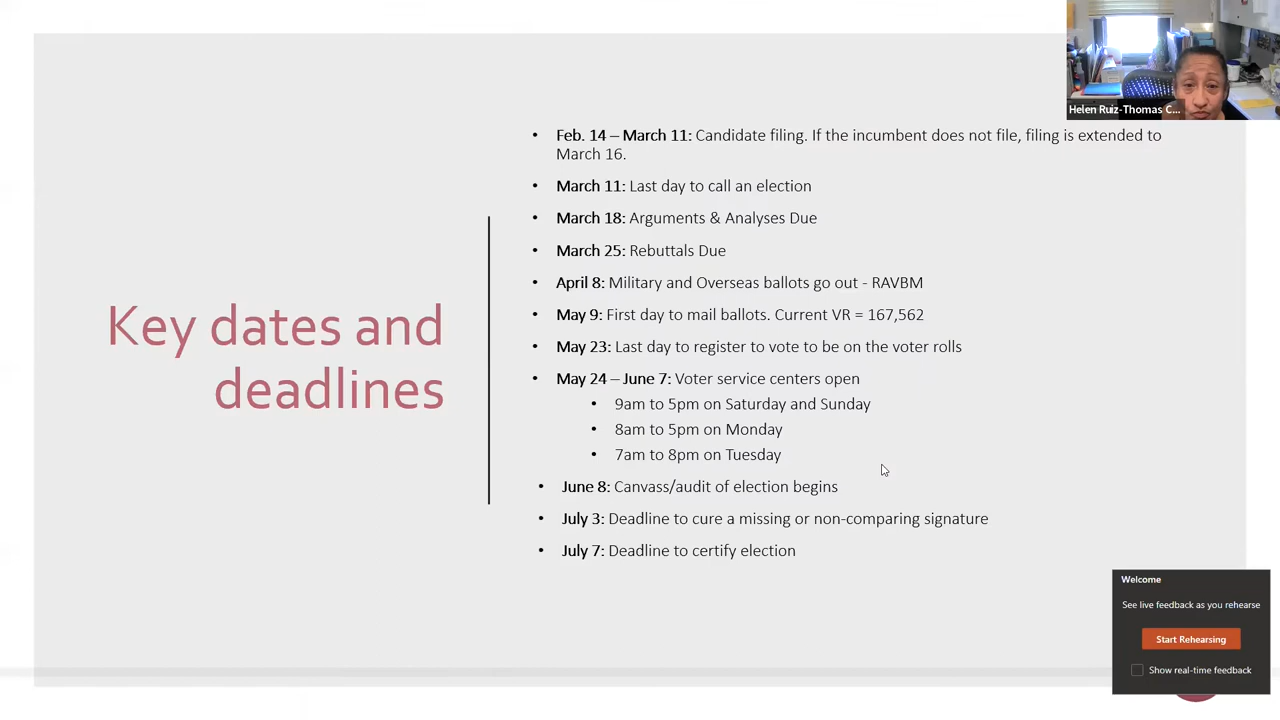 Helen Ruiz-Thomas C...
Feb. 14 – March 11: Candidate filing. If the incumbent does not file, filing is extended to
March 16.
March 11: Last day to call an election
March 18: Arguments & Analyses Due
March 25: Rebuttals Due
April 8: Military and Overseas ballots go out - RAVBM
May 9: First day to mail ballots. Current VR = 167,562
May 23: Last day to register to vote to be on the voter rolls
May 24 – June 7: Voter service centers open
9am to 5pm on Saturday and Sunday
8am to 5pm on Monday
7am to 8pm on Tuesday
June 8: Canvass/audit of election begins
July 3: Deadline to cure a missing or non-comparing signature
July 7: Deadline to certify election
Key dates and
deadlines
Welcome
See live feedback as you rehearse
Start Rehearsing
Show real-time feedback